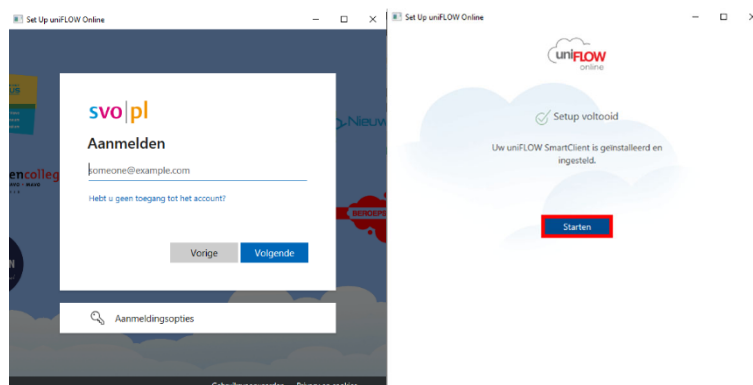 Set Up uniFLOW Online
svo|pl
Aanmelden
someone@example.com
Hebt u geen toegang tot het account?
Vorige
Volgende
Aanmeldingsopties
Set Up uniFLOW Online
uniFLOW
online
Setup voltooid
Uw uniFLOW SmartClient is geïnstalleerd en
ingesteld.
Starten